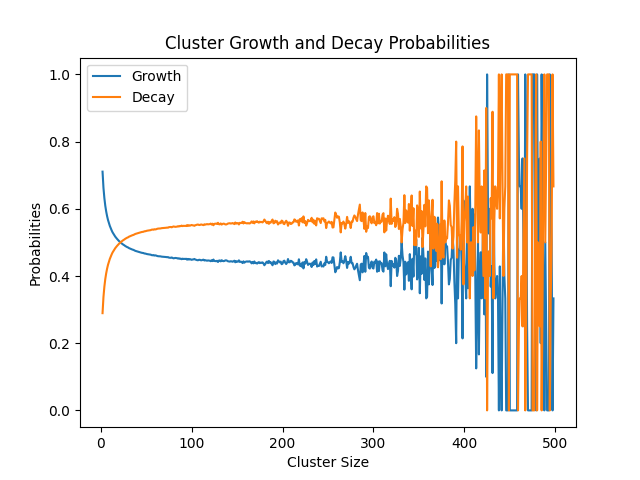 Cluster Growth and Decay Probabilities
Growth
Decay
Probabilities
1.0
0.8
0.6
0.4
0.2
0.0
0
100
200
300
400
500
Cluster Size